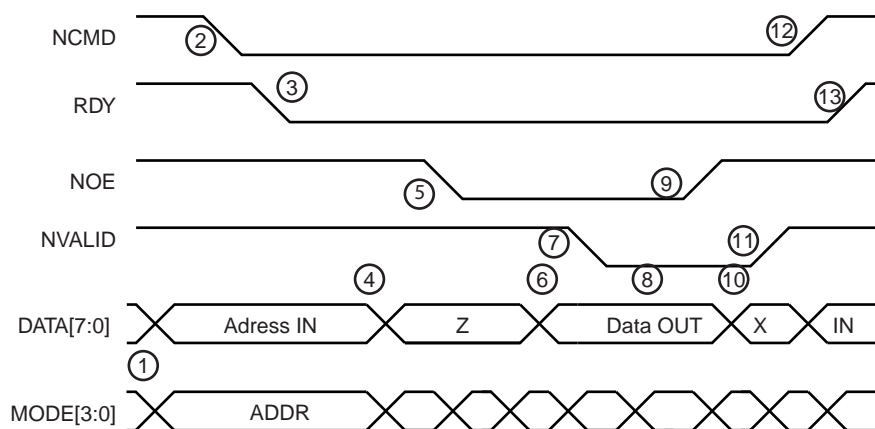 NCMD 2 12
RDY 3 13
NOE 5 9
NVALID 7 11
4 6 8 10
DATA[7:0] Adress IN Z Data OUT X IN
1
MODE[3:0] ADDR